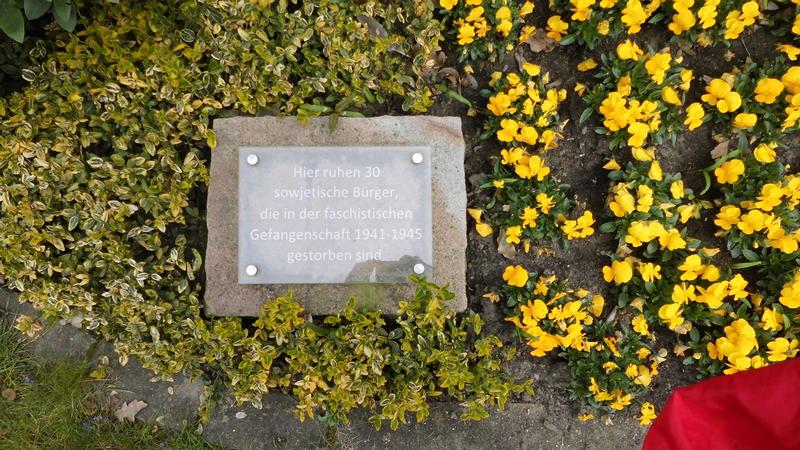 Hier ruhen 30
sowjetische Bürger,
die in der faschistischen
Gefangenschaft 1941-1945
gestorben sind.